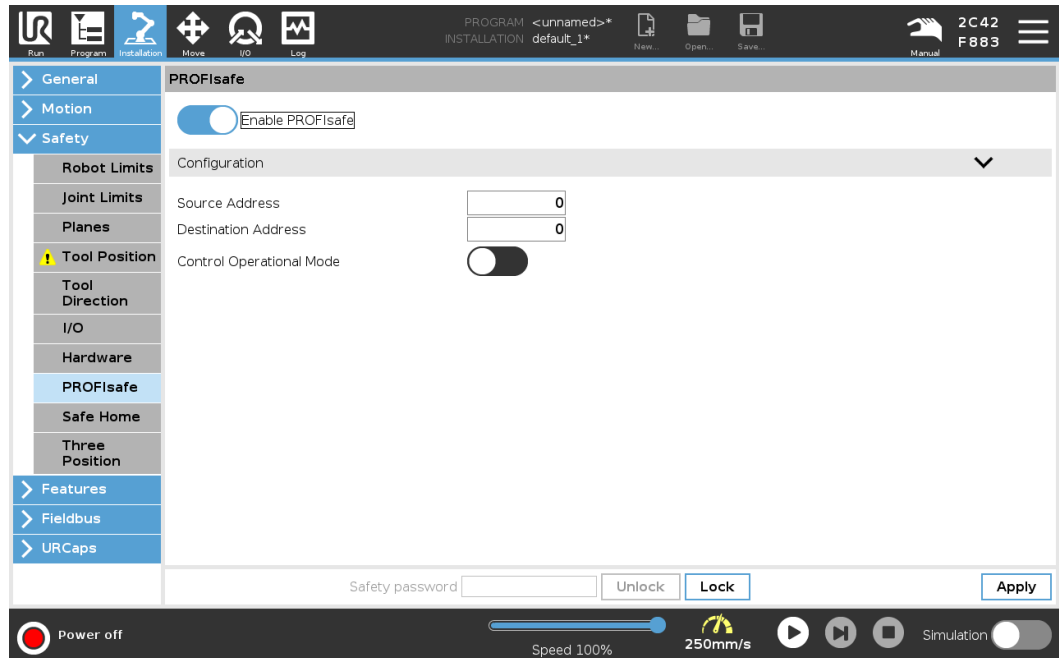 UR
PROGRAM <unnamed>*
INSTALLATION default_1*
2C42
F883
Run Program Installation Move I/O Log New... Open... Save... Manual
General
Motion
Safety
Robot Limits
Joint Limits
Planes
Tool Position
Tool
Direction
I/O
Hardware
PROFIsafe
Safe Home
Three
Position
Features
Fieldbus
URCaps
PROFIsafe
Enable PROFIsafe
Configuration
Source Address 0
Destination Address 0
Control Operational Mode
Safety password Unlock Lock Apply
Power off
Speed 100%
250mm/s
Simulation